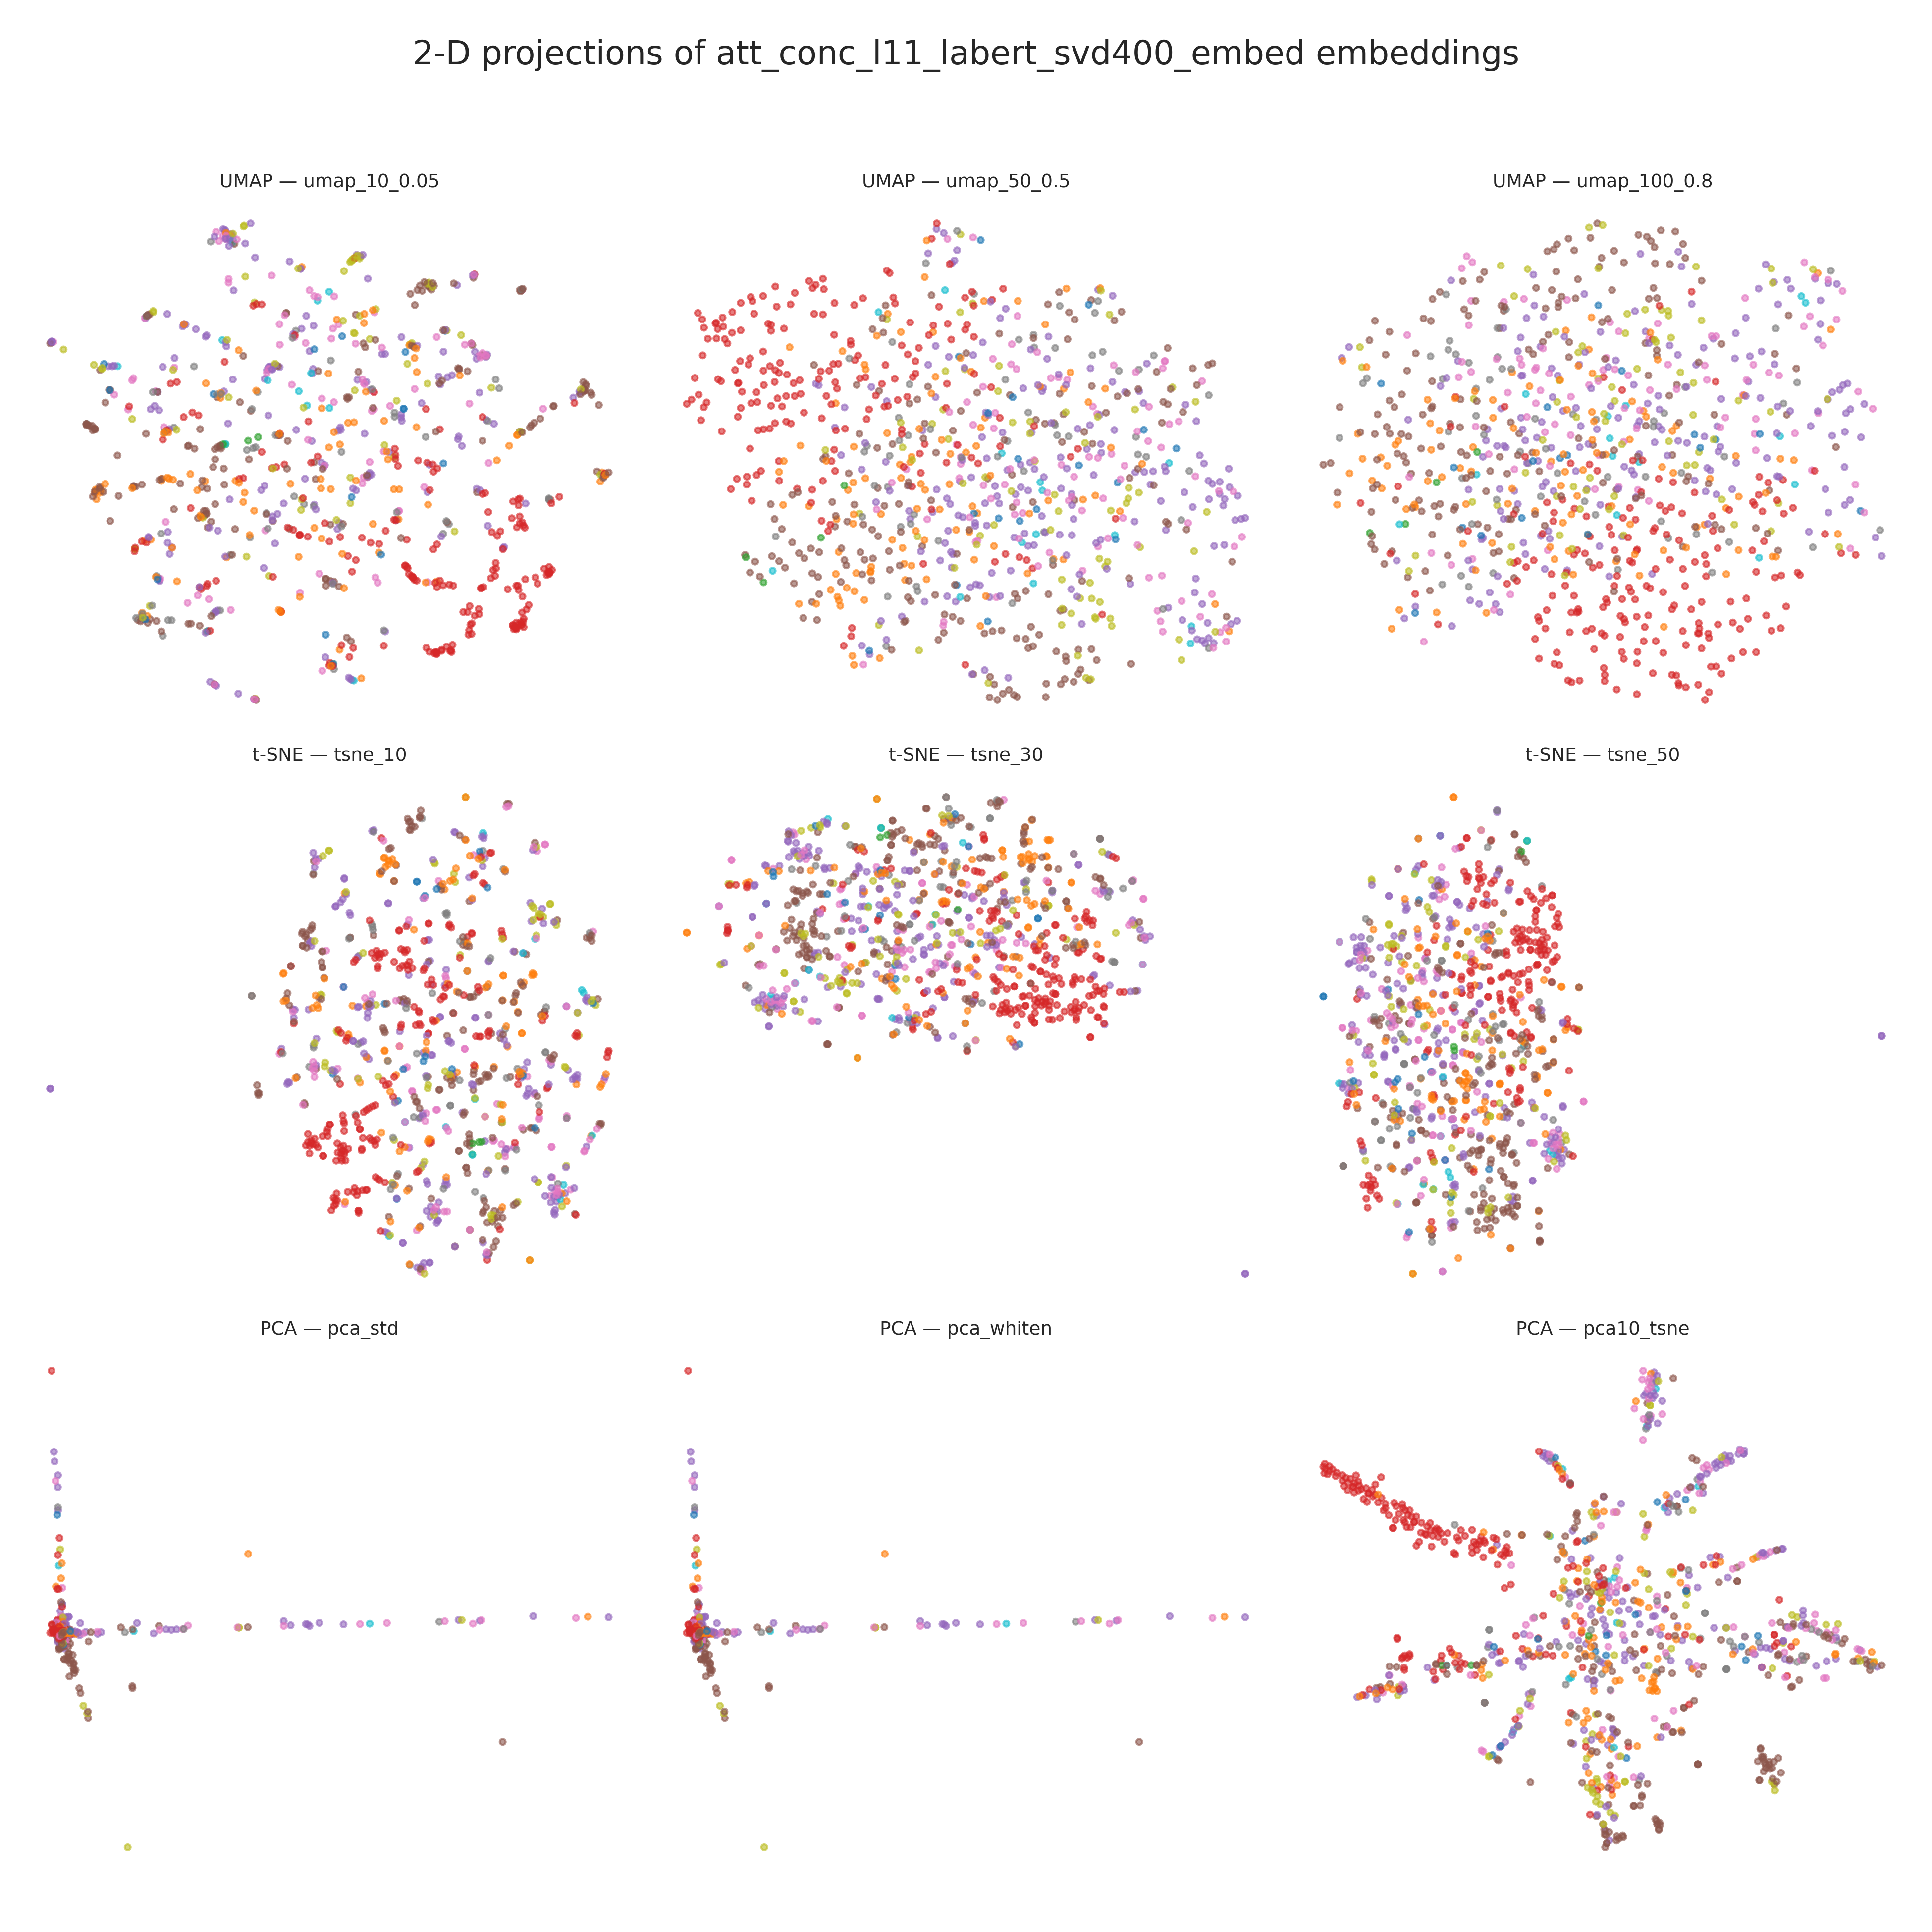 2-D projections of att_conc_l11_labert_svd400_embed embeddings
UMAP — umap_10_0.05
UMAP — umap_50_0.5
UMAP — umap_100_0.8
t-SNE — tsne_10
t-SNE — tsne_30
t-SNE — tsne_50
PCA — pca_std
PCA — pca_whiten
PCA — pca10_tsne